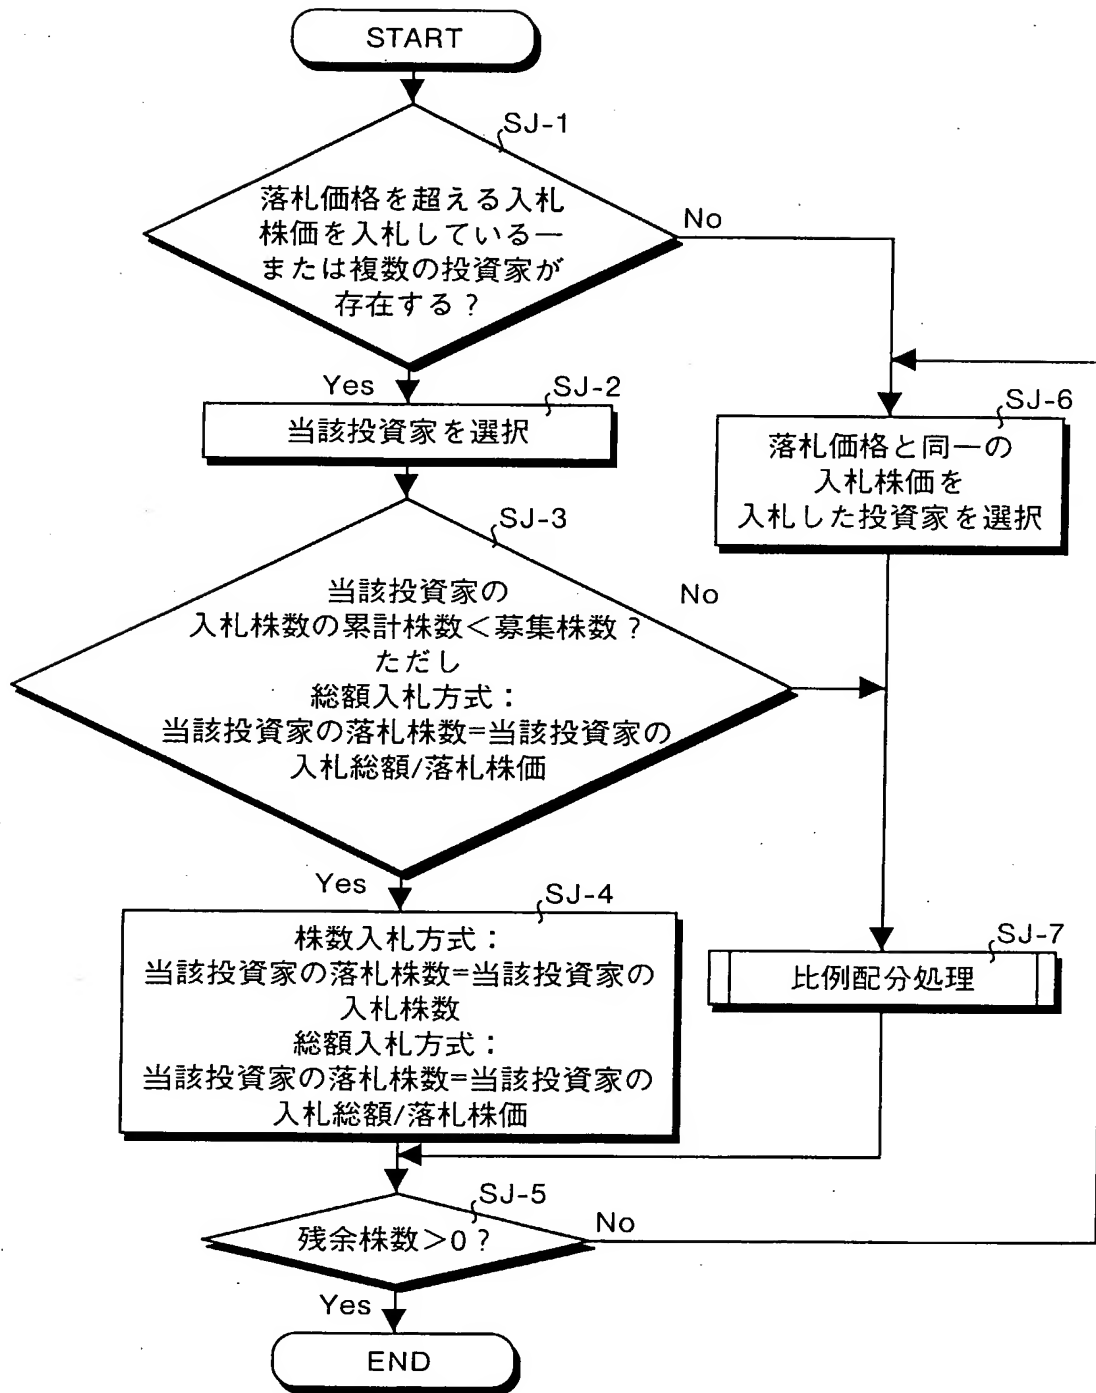 START
SJ-1
落札価格を超える入札
株価を入札している一
または複数の投資家が
存在する？
No
Yes
SJ-2
当該投資家を選択
SJ-6
落札価格と同一の
入札株価を
入札した投資家を選択
SJ-3
当該投資家の
入札株数の累計株数＜募集株数？
ただし
総額入札方式：
当該投資家の落札株数=当該投資家の
入札総額/落札株価
No
Yes
SJ-4
株数入札方式：
当該投資家の落札株数=当該投資家の
入札株数
総額入札方式：
当該投資家の落札株数=当該投資家の
入札総額/落札株価
SJ-7
比例配分処理
SJ-5
残余株数＞0？
No
Yes
END